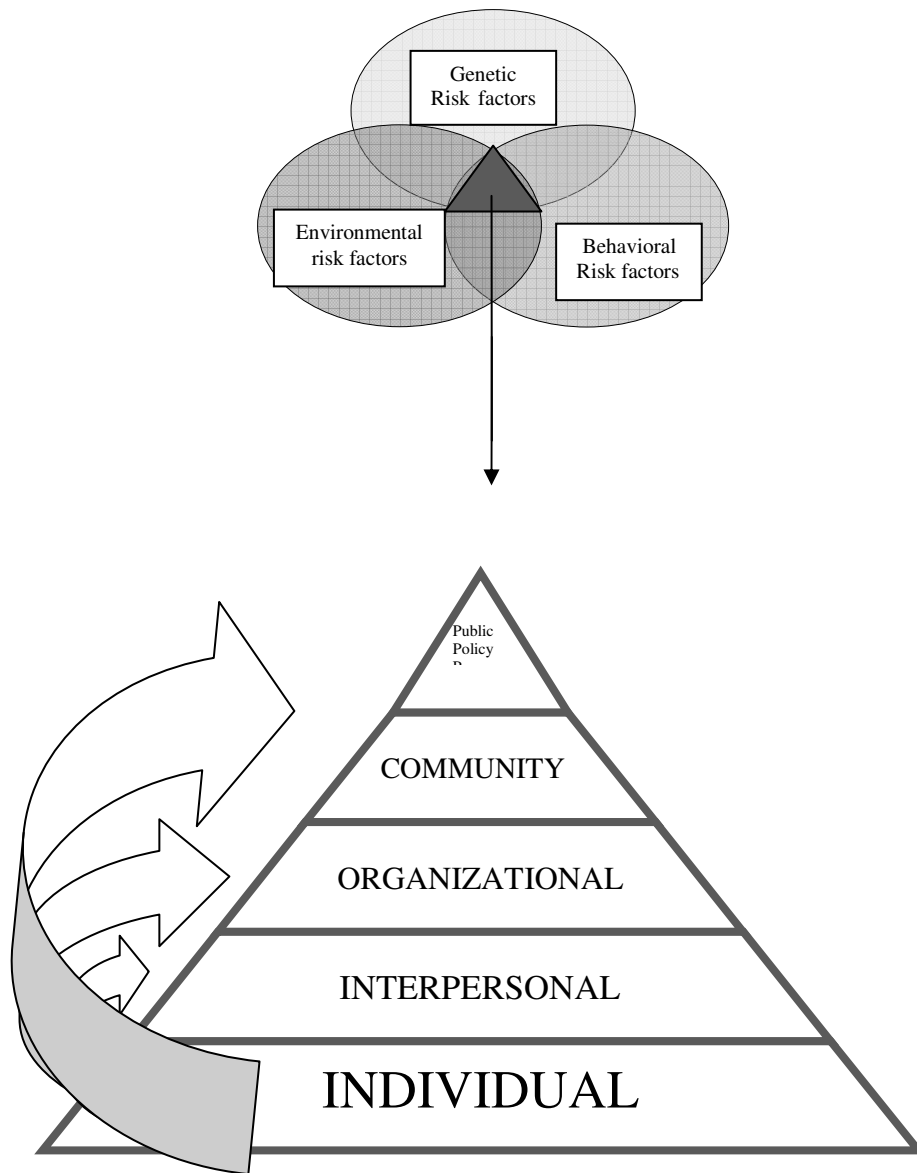 Genetic
Risk factors
Environmental
risk factors
Behavioral
Risk factors
Public
Policy
COMMUNITY
ORGANIZATIONAL
INTERPERSONAL
INDIVIDUAL